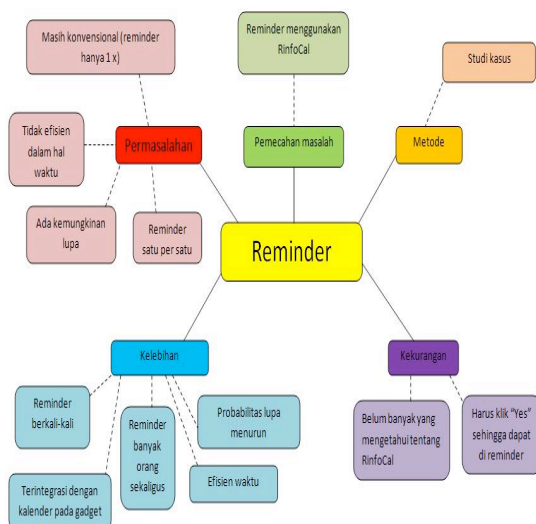 Masih konvensional (reminder
hanya 1 x)
Reminder menggunakan
RinfoCal
Studi kasus
Tidak efisien
dalam hal
waktu
Permasalahan
Pemecahan masalah
Metode
Ada kemungkinan
lupa
Reminder
satu per satu
Reminder
Kelebihan
Kekurangan
Reminder
berkali-kali
Reminder
banyak
orang
sekaligus
Probabilitas lupa
menurun
Belum banyak yang
mengetahui tentang
RinfoCal
Harus klik "Yes"
sehingga dapat
di reminder
Terintegrasi dengan
kalender pada gadget
Efisien waktu